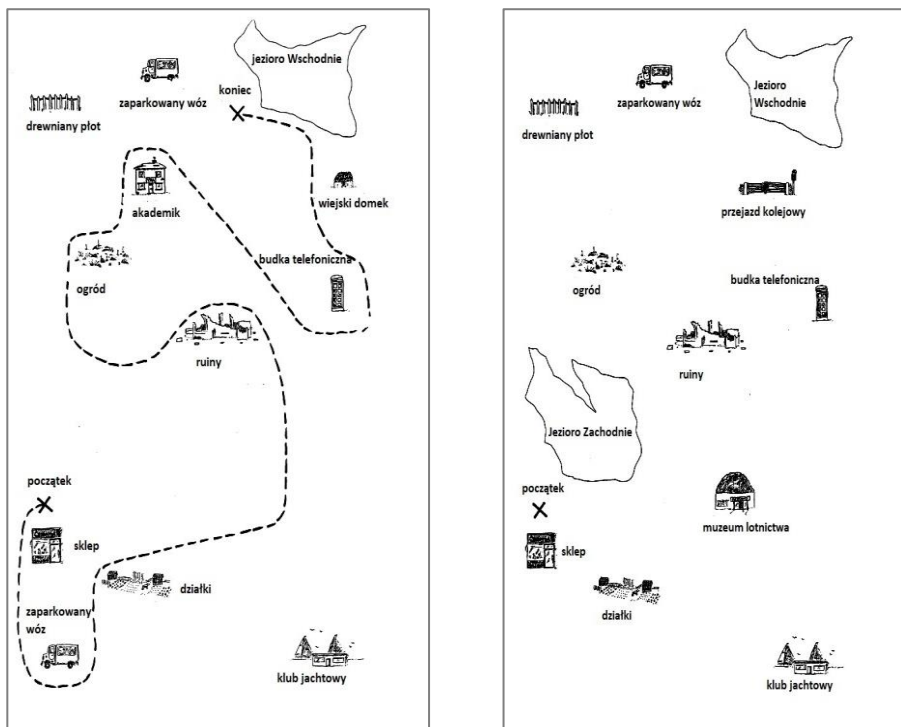 jezioro Wschodnie
zaparkowany wóz
koniec
drewniany płot
akademik
wiejski domek
budka telefoniczna
ogród
ruiny
początek
sklep
działki
zaparkowany
wóz
klub jachtowy
Jezioro
Wschodnie
zaparkowany wóz
drewniany płot
przejazd kolejowy
budka telefoniczna
ogród
ruiny
Jezioro Zachodnie
początek
muzeum lotnictwa
sklep
działki
klub jachtowy